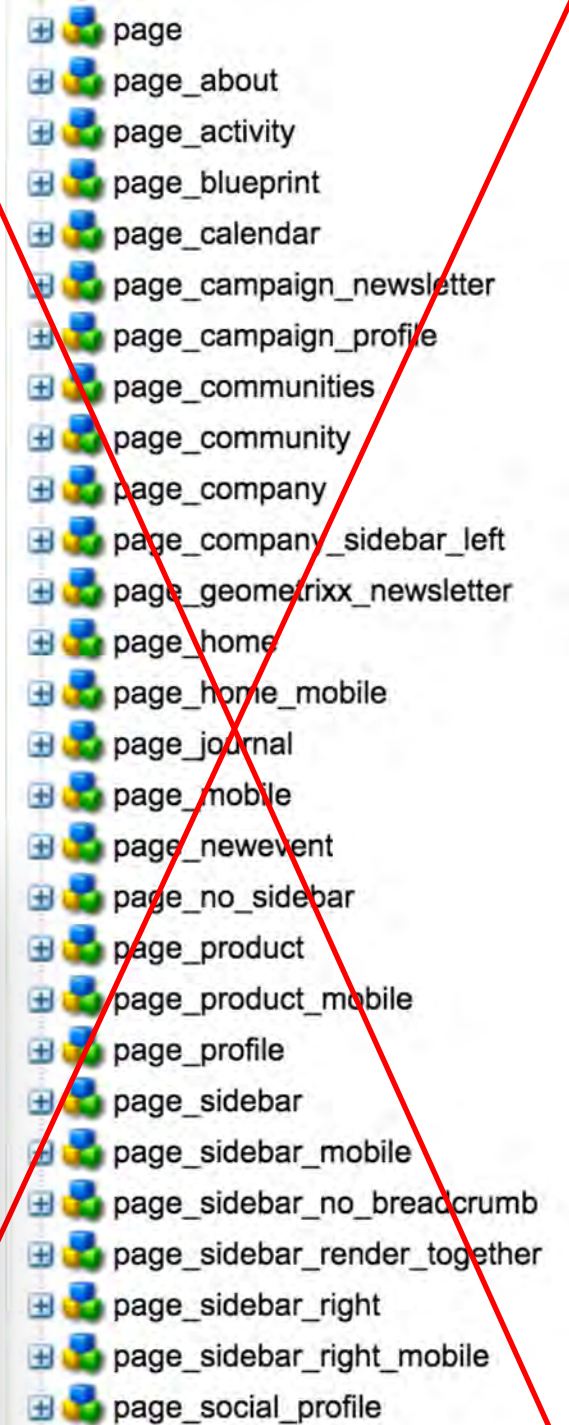 page
page_about
page_activity
page_blueprint
page_calendar
page_campaign_newsletter
page_campaign_profile
page_communities
page_community
page_company
page_company_sidebar_left
page_geometrixx_newsletter
page_home
page_home_mobile
page_journal
page_mobile
page_newevent
page_no_sidebar
page_product
page_product_mobile
page_profile
page_sidebar
page_sidebar_mobile
page_sidebar_no_breadcrumb
page_sidebar_render_together
page_sidebar_right
page_sidebar_right_mobile
page_social_profile